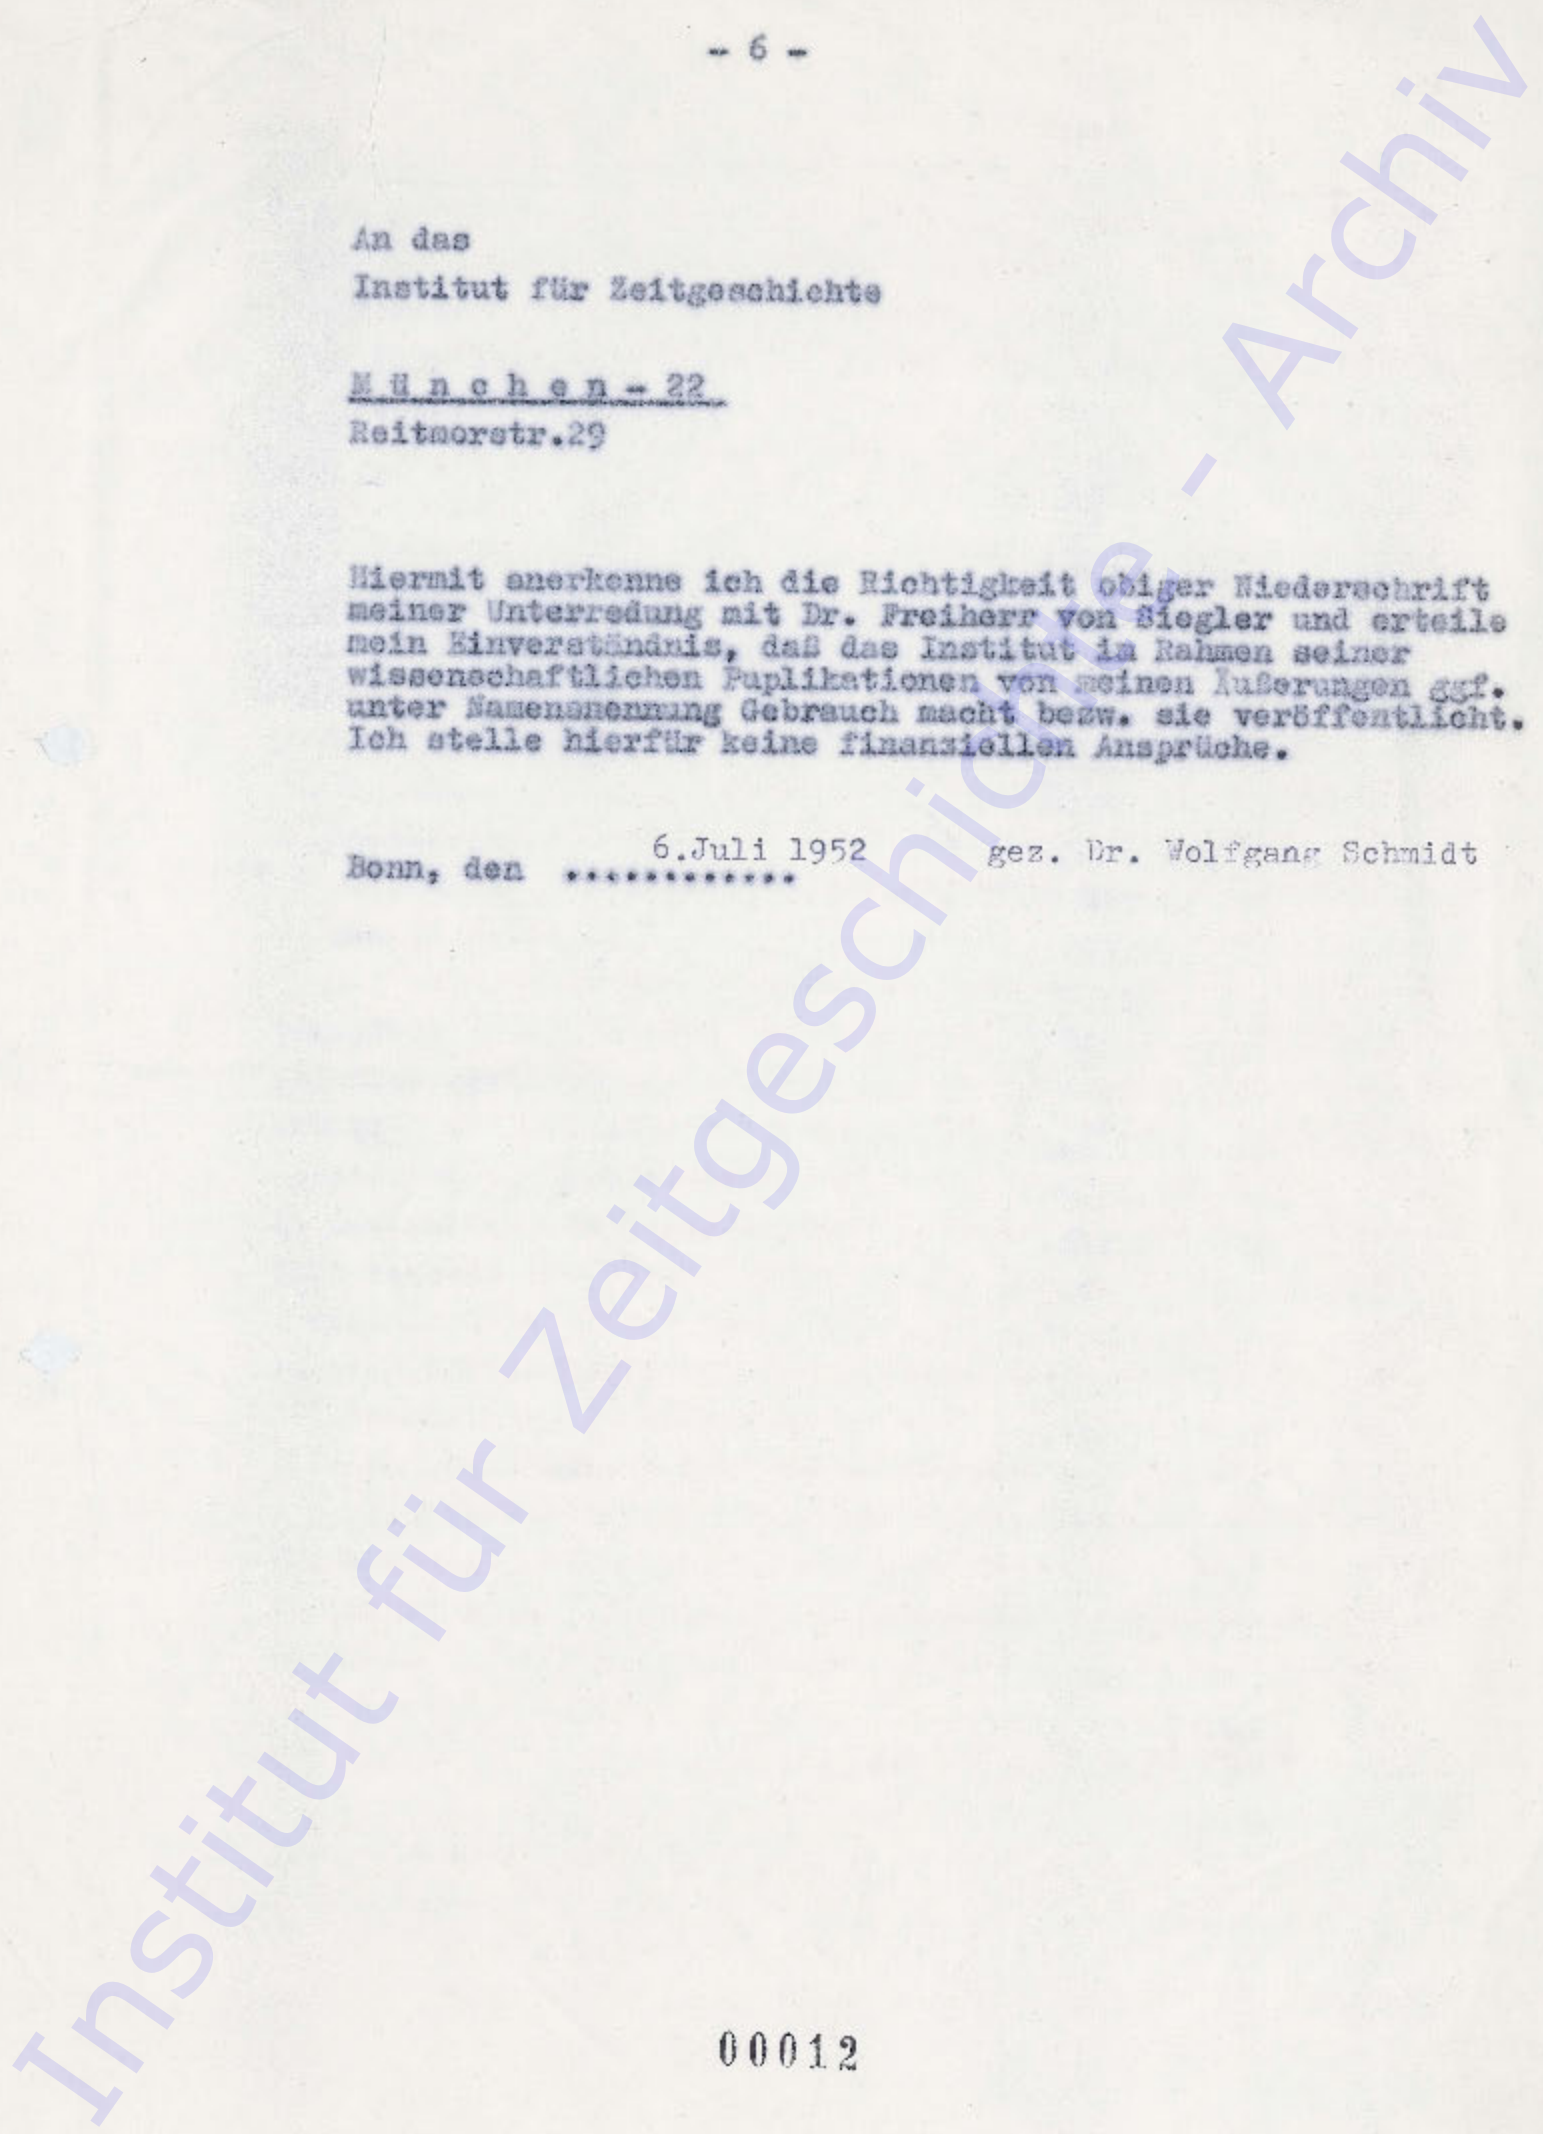 - 6 -
An das
Institut für Zeitgeschichte
M ü n c h e n - 22
Reitmorstr.29
Hiermit anerkenne ich die Richtigkeit obiger Niederschrift
meiner Unterredung mit Dr. Freiherr von Siegler und erteile
mein Einverständnis, daß das Institut im Rahmen seiner
wissenschaftlichen Puplikationen von meinen Äußerungen ggf.
unter Namensnennung Gebrauch macht bezw. sie veröffentlicht.
Ich stelle hierfür keine finanziellen Ansprüche.
6.Juli 1952 gez. Dr. Wolfgang Schmidt
Bonn, den ............
00012
Institut für Zeitgeschichte - Archiv